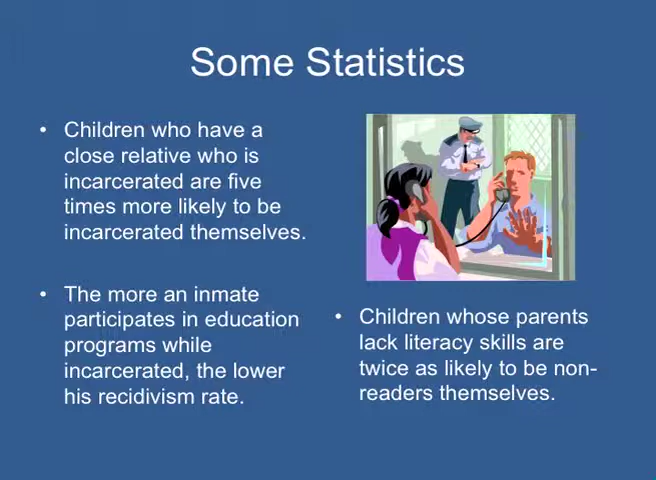 Some Statistics
• Children who have a
close relative who is
incarcerated are five
times more likely to be
incarcerated themselves.
• The more an inmate
participates in education
programs while
incarcerated, the lower
his recidivism rate.
• Children whose parents
lack literacy skills are
twice as likely to be non-
readers themselves.